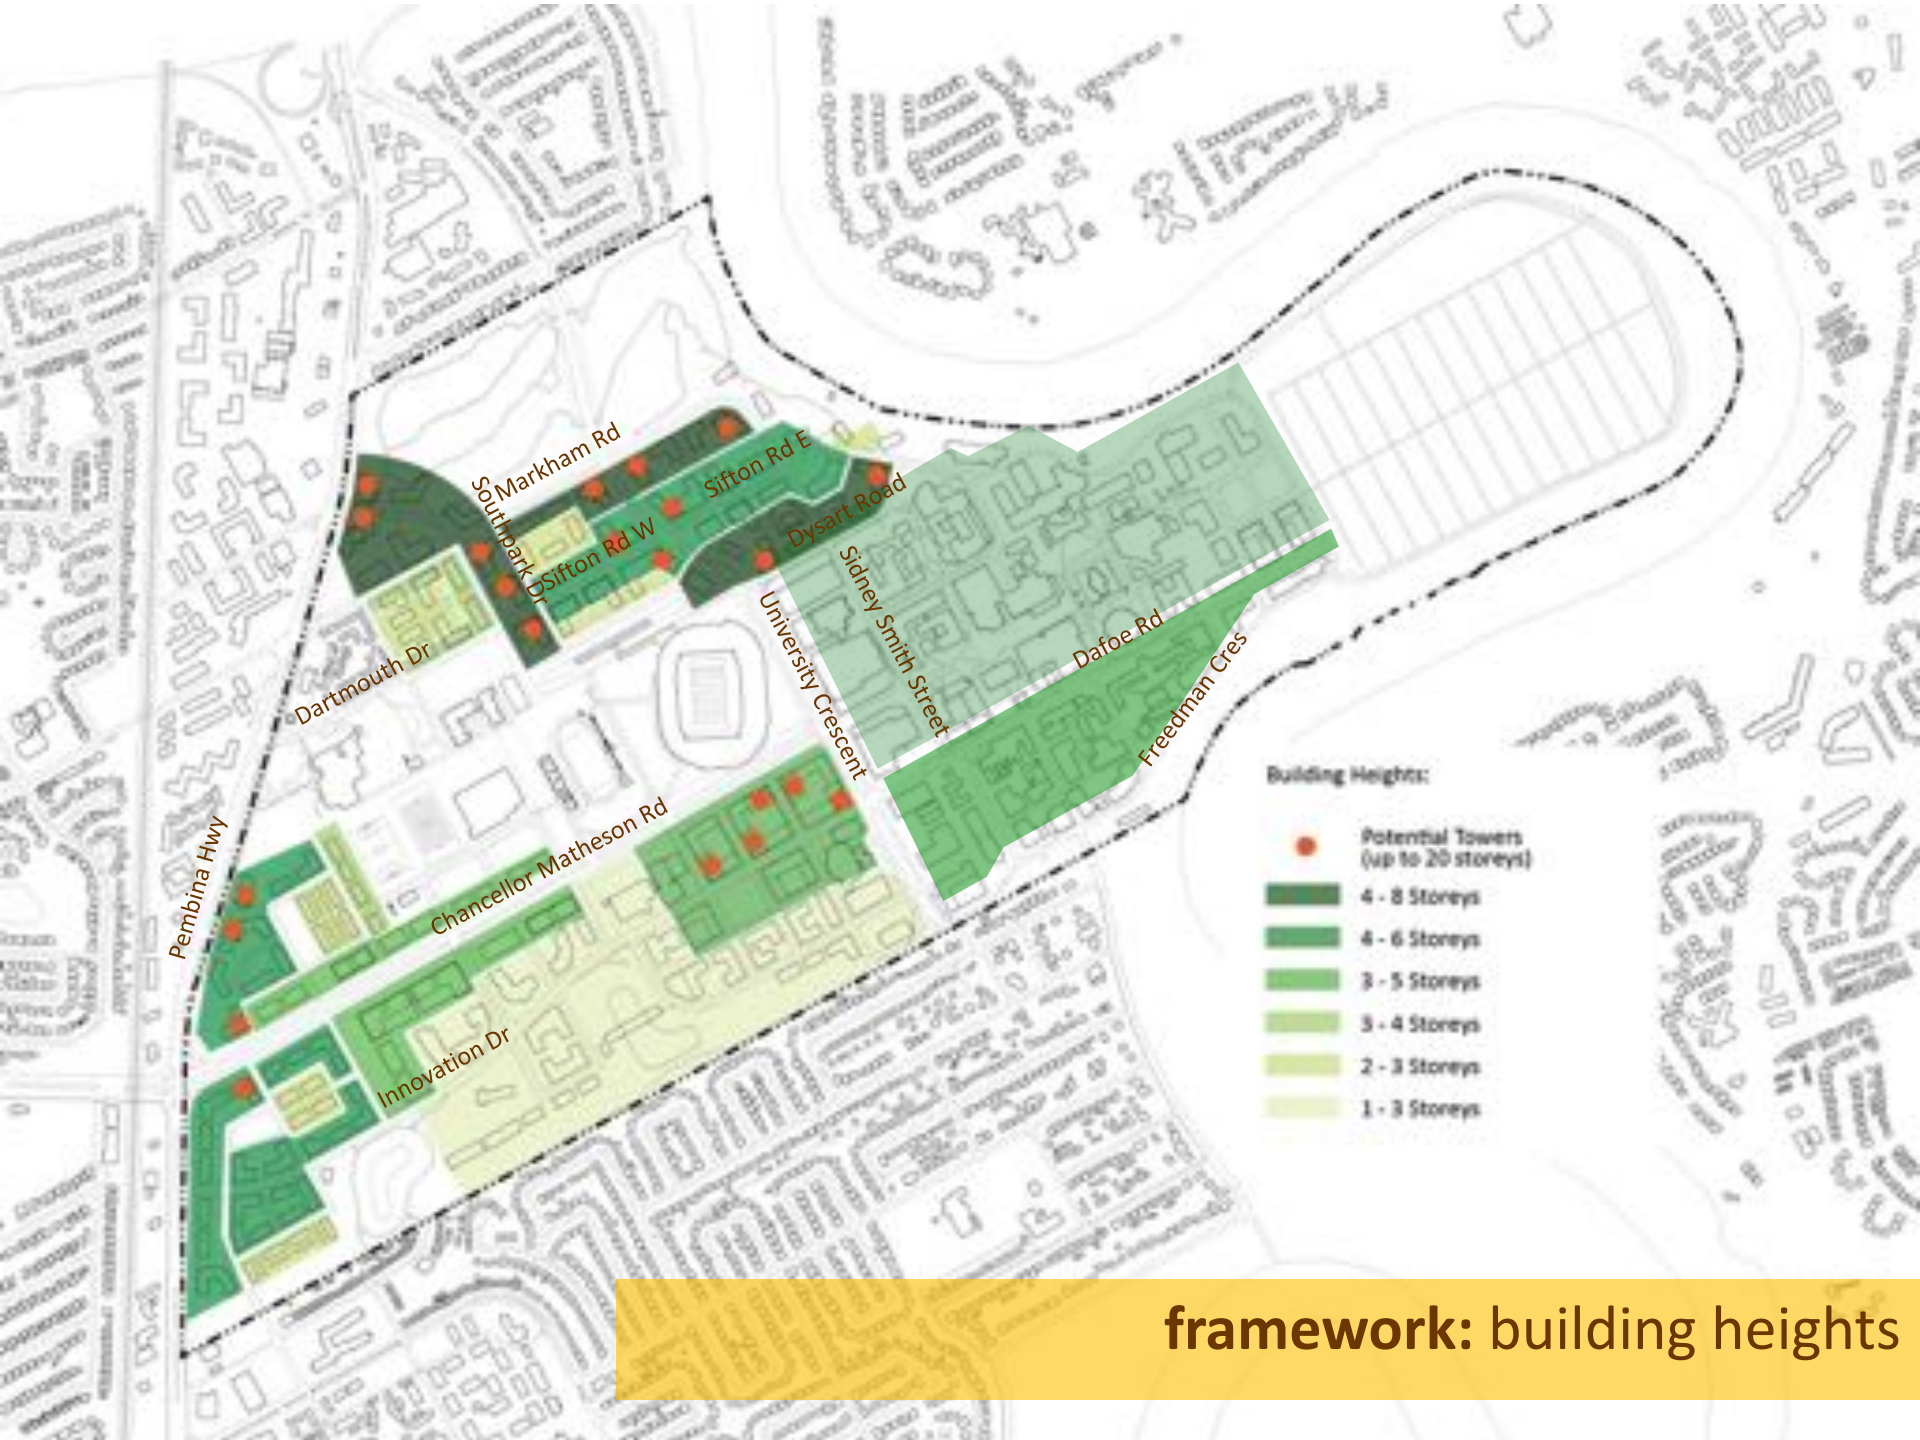 Markham Rd
Sifton Rd E
Southpark Dr
Sifton Rd W
Dysart Road
Sidney Smith Street
University Crescent
Dafoe Rd
Freedman Cres
Dartmouth Dr
Pembina Hwy
Chancellor Matheson Rd
Innovation Dr
Building Heights:
Potential Towers
(up to 20 storeys)
4 - 8 Storeys
4 - 6 Storeys
3 - 5 Storeys
3 - 4 Storeys
2 - 3 Storeys
1 - 3 Storeys
framework: building heights